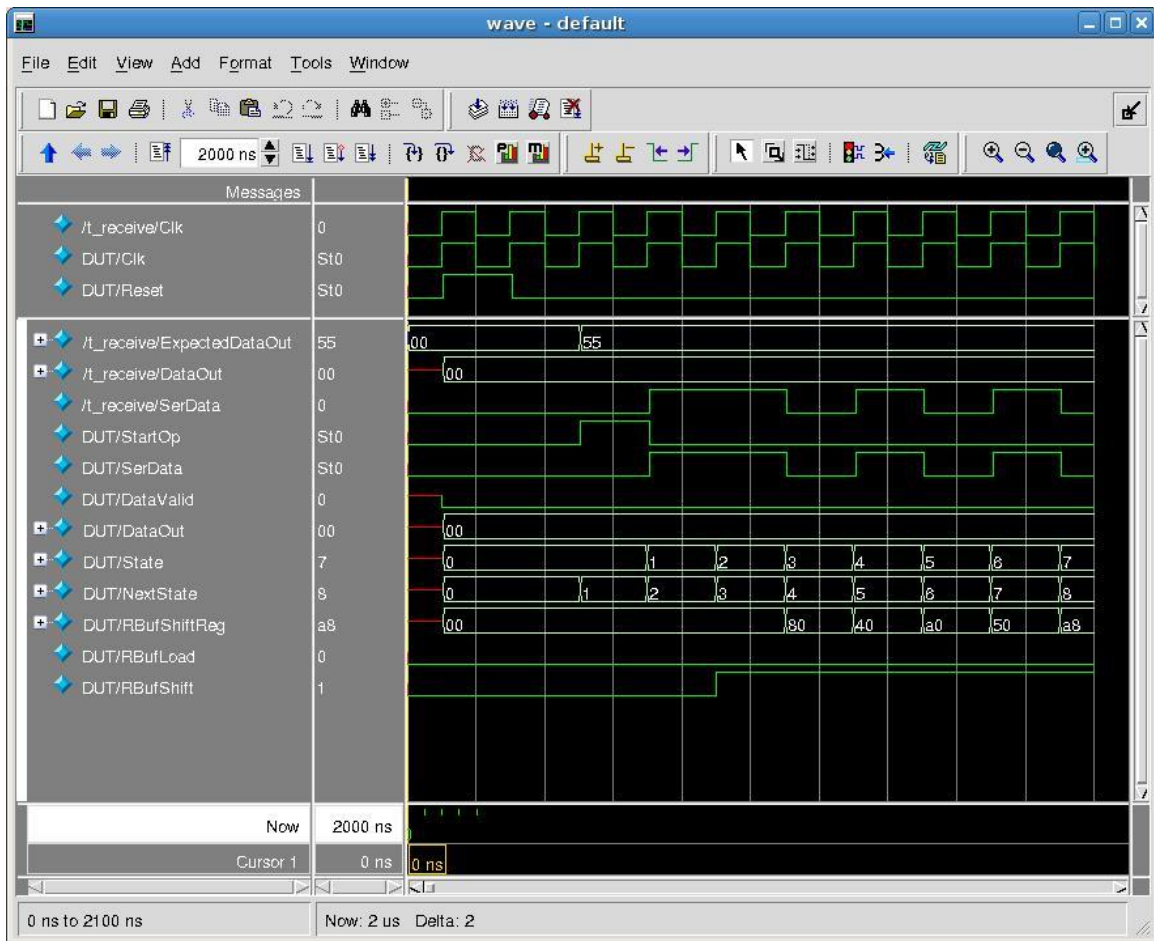 wave - default
File Edit View Add Format Tools Window
2000 ns
Messages
/t_receive/Clk 0
DUT/Clk St0
DUT/Reset St0
/t_receive/ExpectedDataOut 55 00 55
/t_receive/DataOut 00 00
/t_receive/SerData 0
DUT/StartOp St0
DUT/SerData St0
DUT/DataValid 0
DUT/DataOut 00 00
DUT/State 7 0 1 2 3 4 5 6 7
DUT/NextState 8 0 1 2 3 4 5 6 7 8
DUT/RBufShiftReg a8 00 80 40 a0 50 a8
DUT/RBufLoad 0
DUT/RBufShift 1
Now 2000 ns
Cursor 1 0 ns 0 ns
0 ns to 2100 ns Now: 2 us Delta: 2